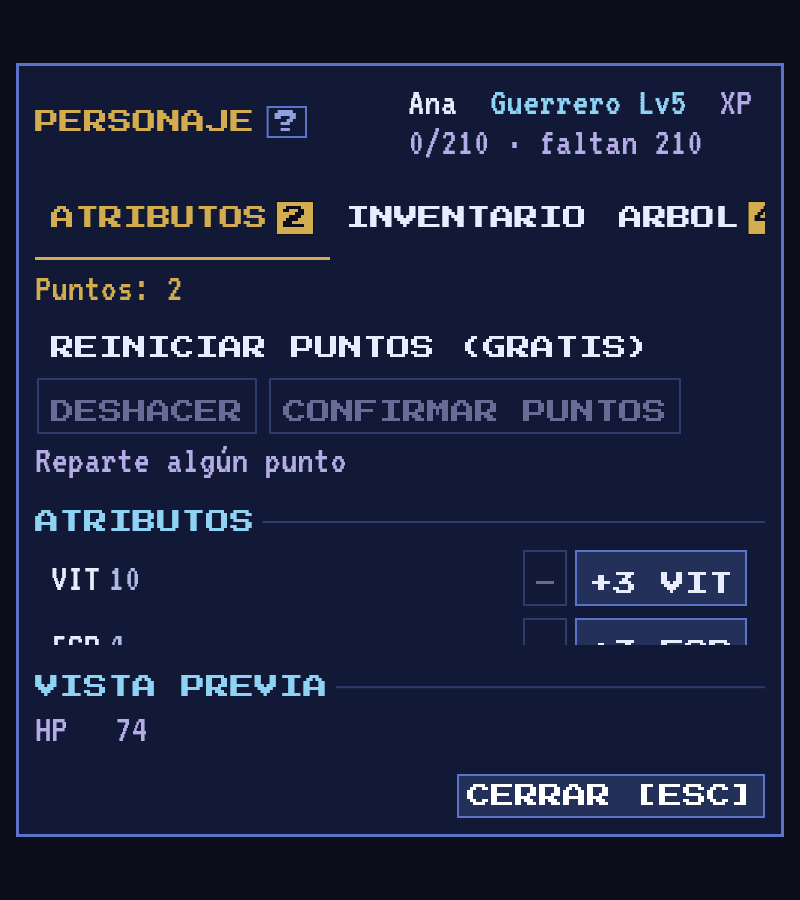 PERSONAJE ?
Ana Guerrero Lv5 XP
0/210 · faltan 210
ATRIBUTOS 2 INVENTARIO ARBOL 4
Puntos: 2
REINICIAR PUNTOS (GRATIS)
DESHACER CONFIRMAR PUNTOS
Reparte algún punto
ATRIBUTOS
VIT 10 — +3 VIT
VISTA PREVIA
HP 74
CERRAR [ESC]